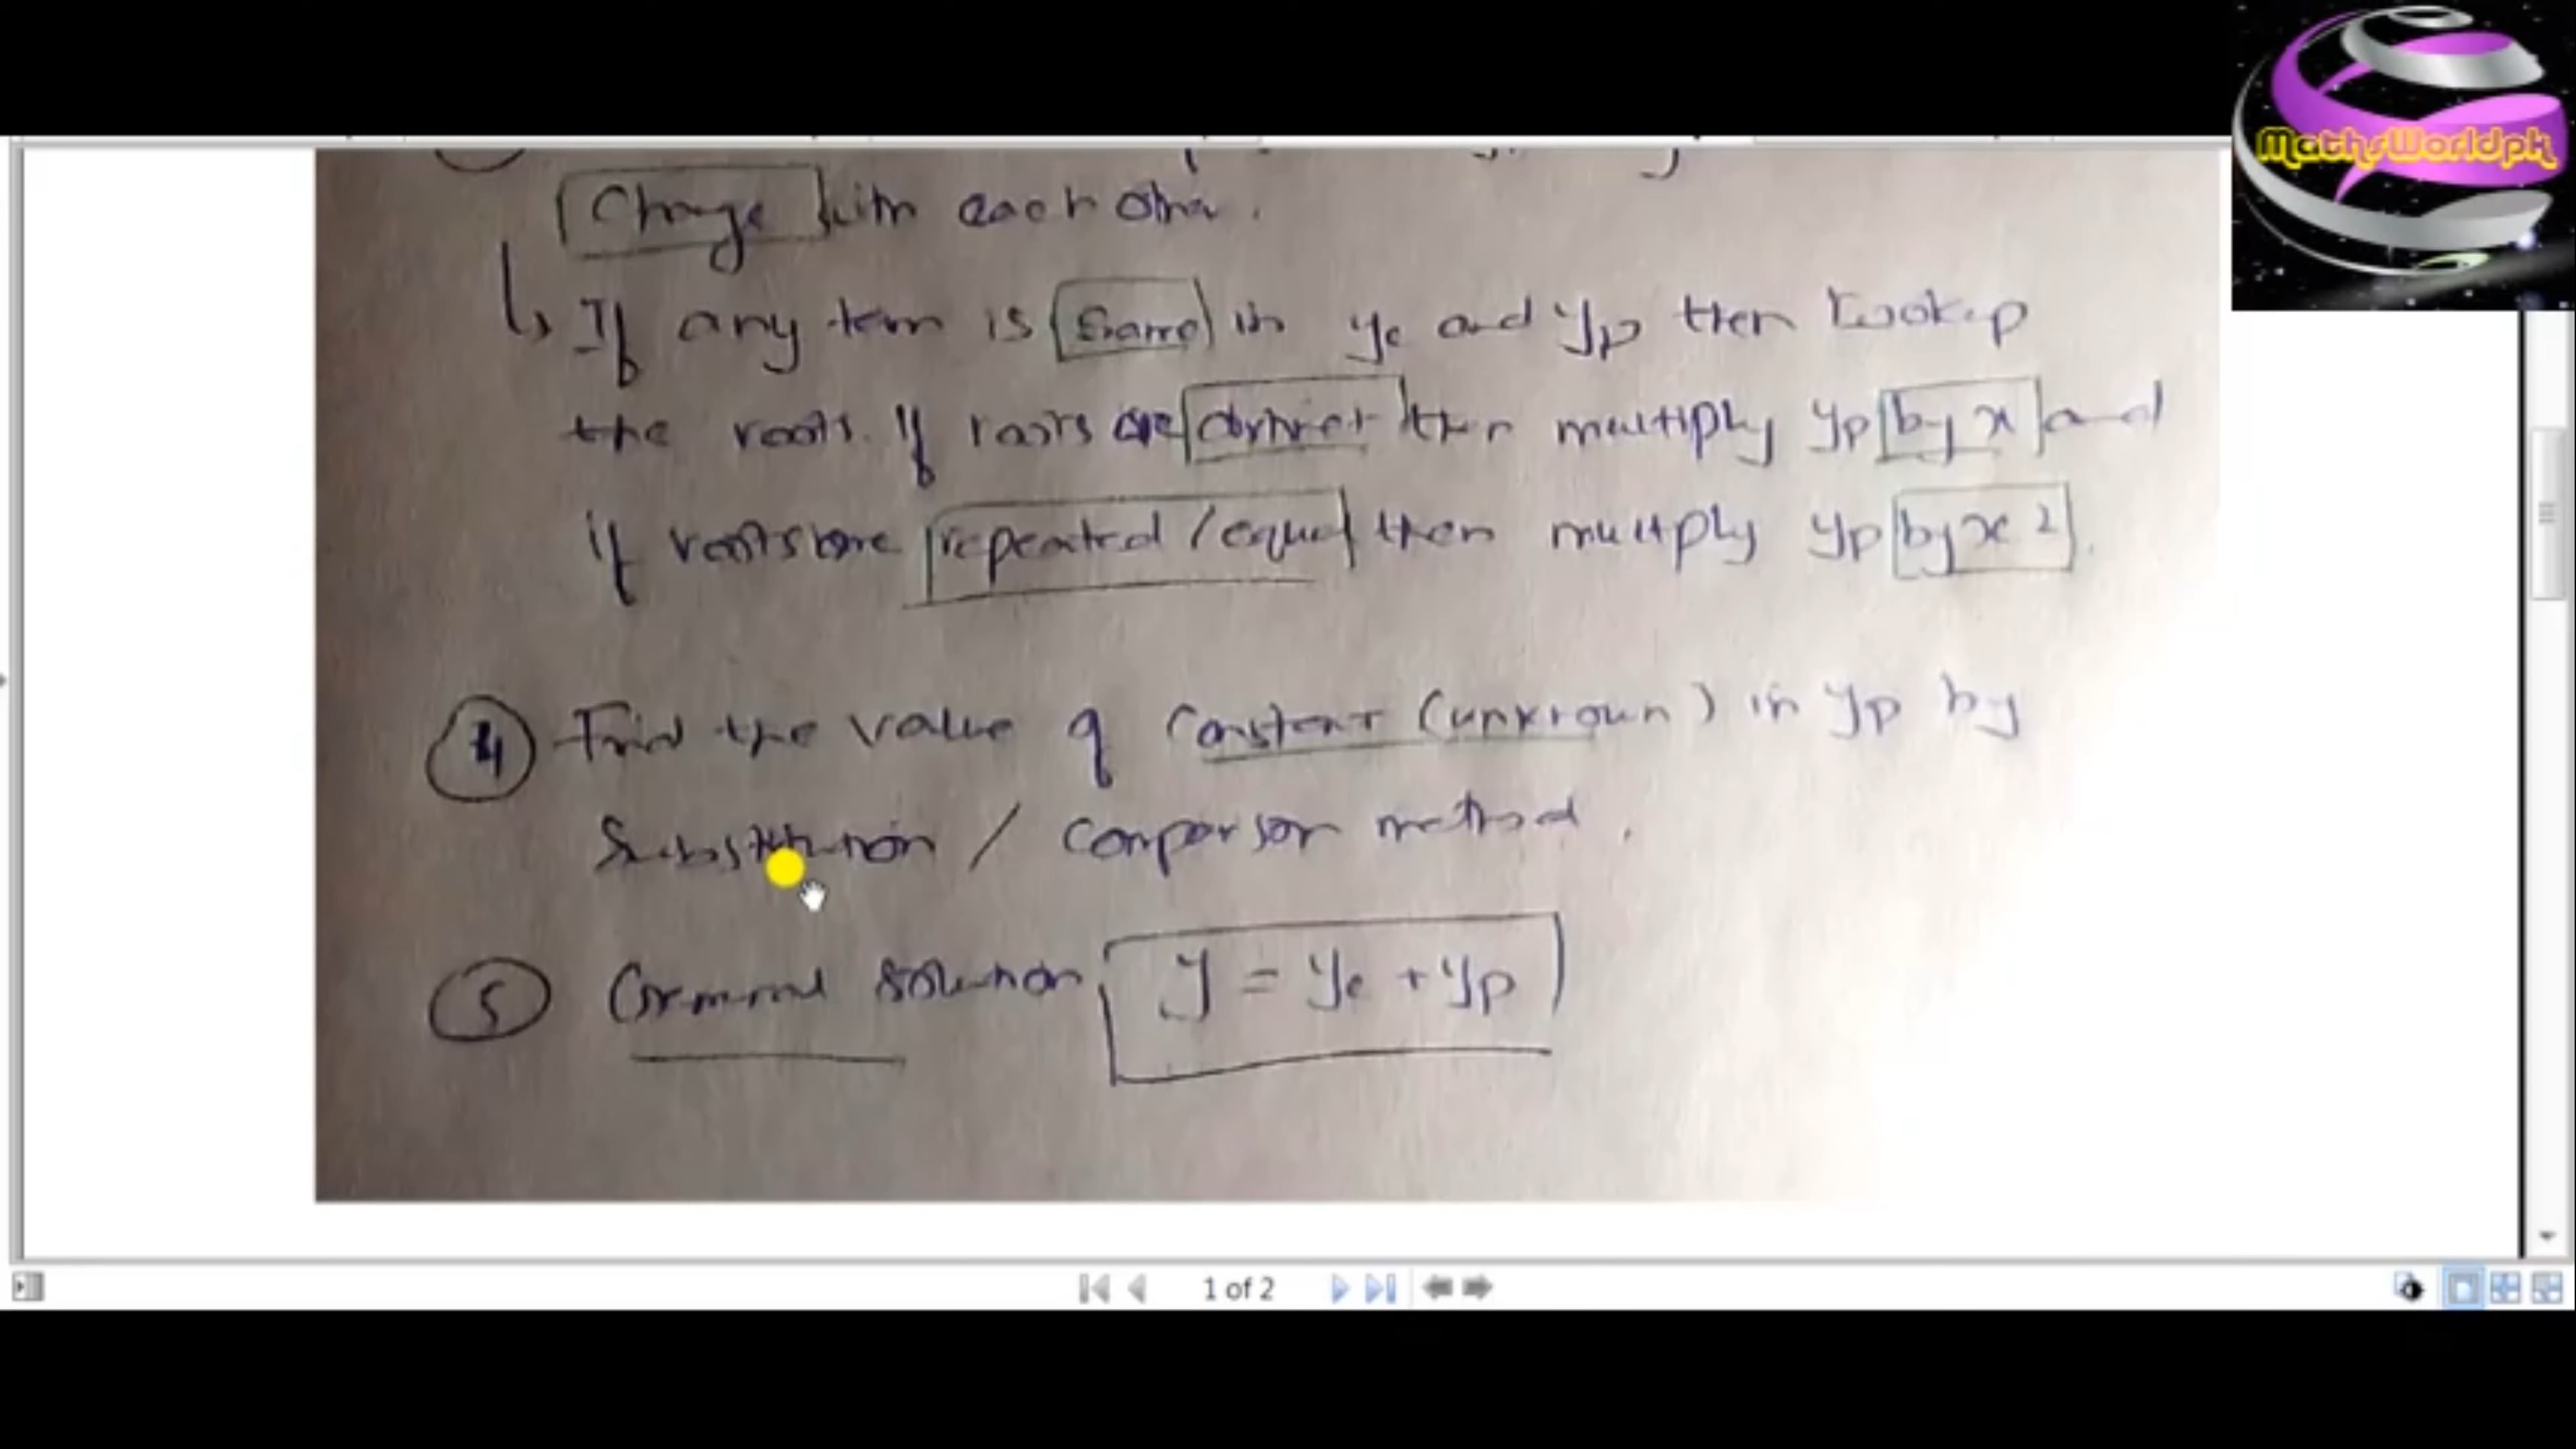 MathsWorldpk
Change with each other.
↳ If any term is same in yc and yp then Lookup
the roots. If roots are distinct then multiply yp by x and
if roots are repeated / equal then multiply yp by x²
④ Find the value of constant (unknown) in yp by
Substitution / comparison method.
⑤ General solution y = yc + yp
1 of 2